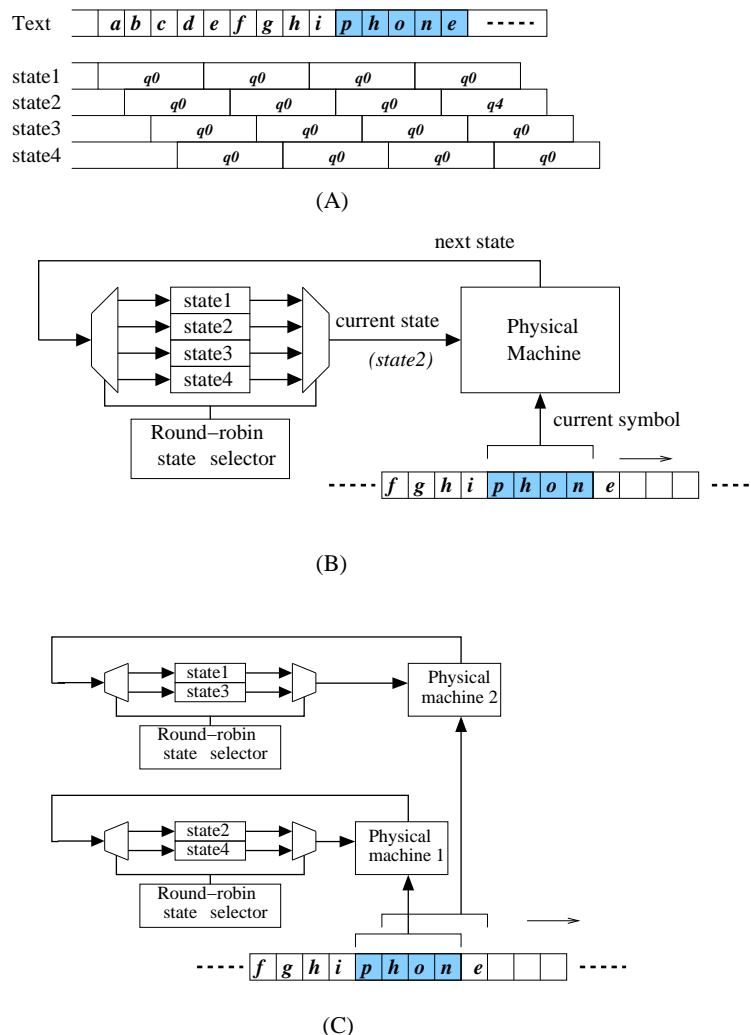 Text a b c d e f g h i p h o n e
state1 q0 q0 q0 q0
state2 q0 q0 q0 q4
state3 q0 q0 q0 q0
state4 q0 q0 q0 q0
(A)
next state
state1
state2
state3
state4
current state
(state2)
Physical
Machine
Round-robin
state selector
current symbol
f g h i p h o n e
(B)
state1
state3
Physical
machine 2
Round-robin
state selector
state2
state4
Physical
machine 1
Round-robin
state selector
f g h i p h o n e
(C)